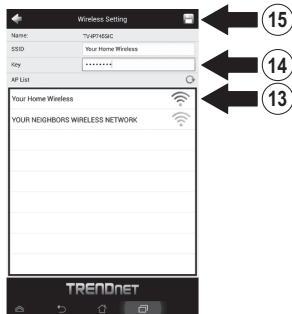 Wireless Setting
15
Name: TV-IP745SIC
SSID Your Home Wireless
Key ••••••••
14
AP List
13
Your Home Wireless
YOUR NEIGHBORS WIRELESS NETWORK
TRENDNET